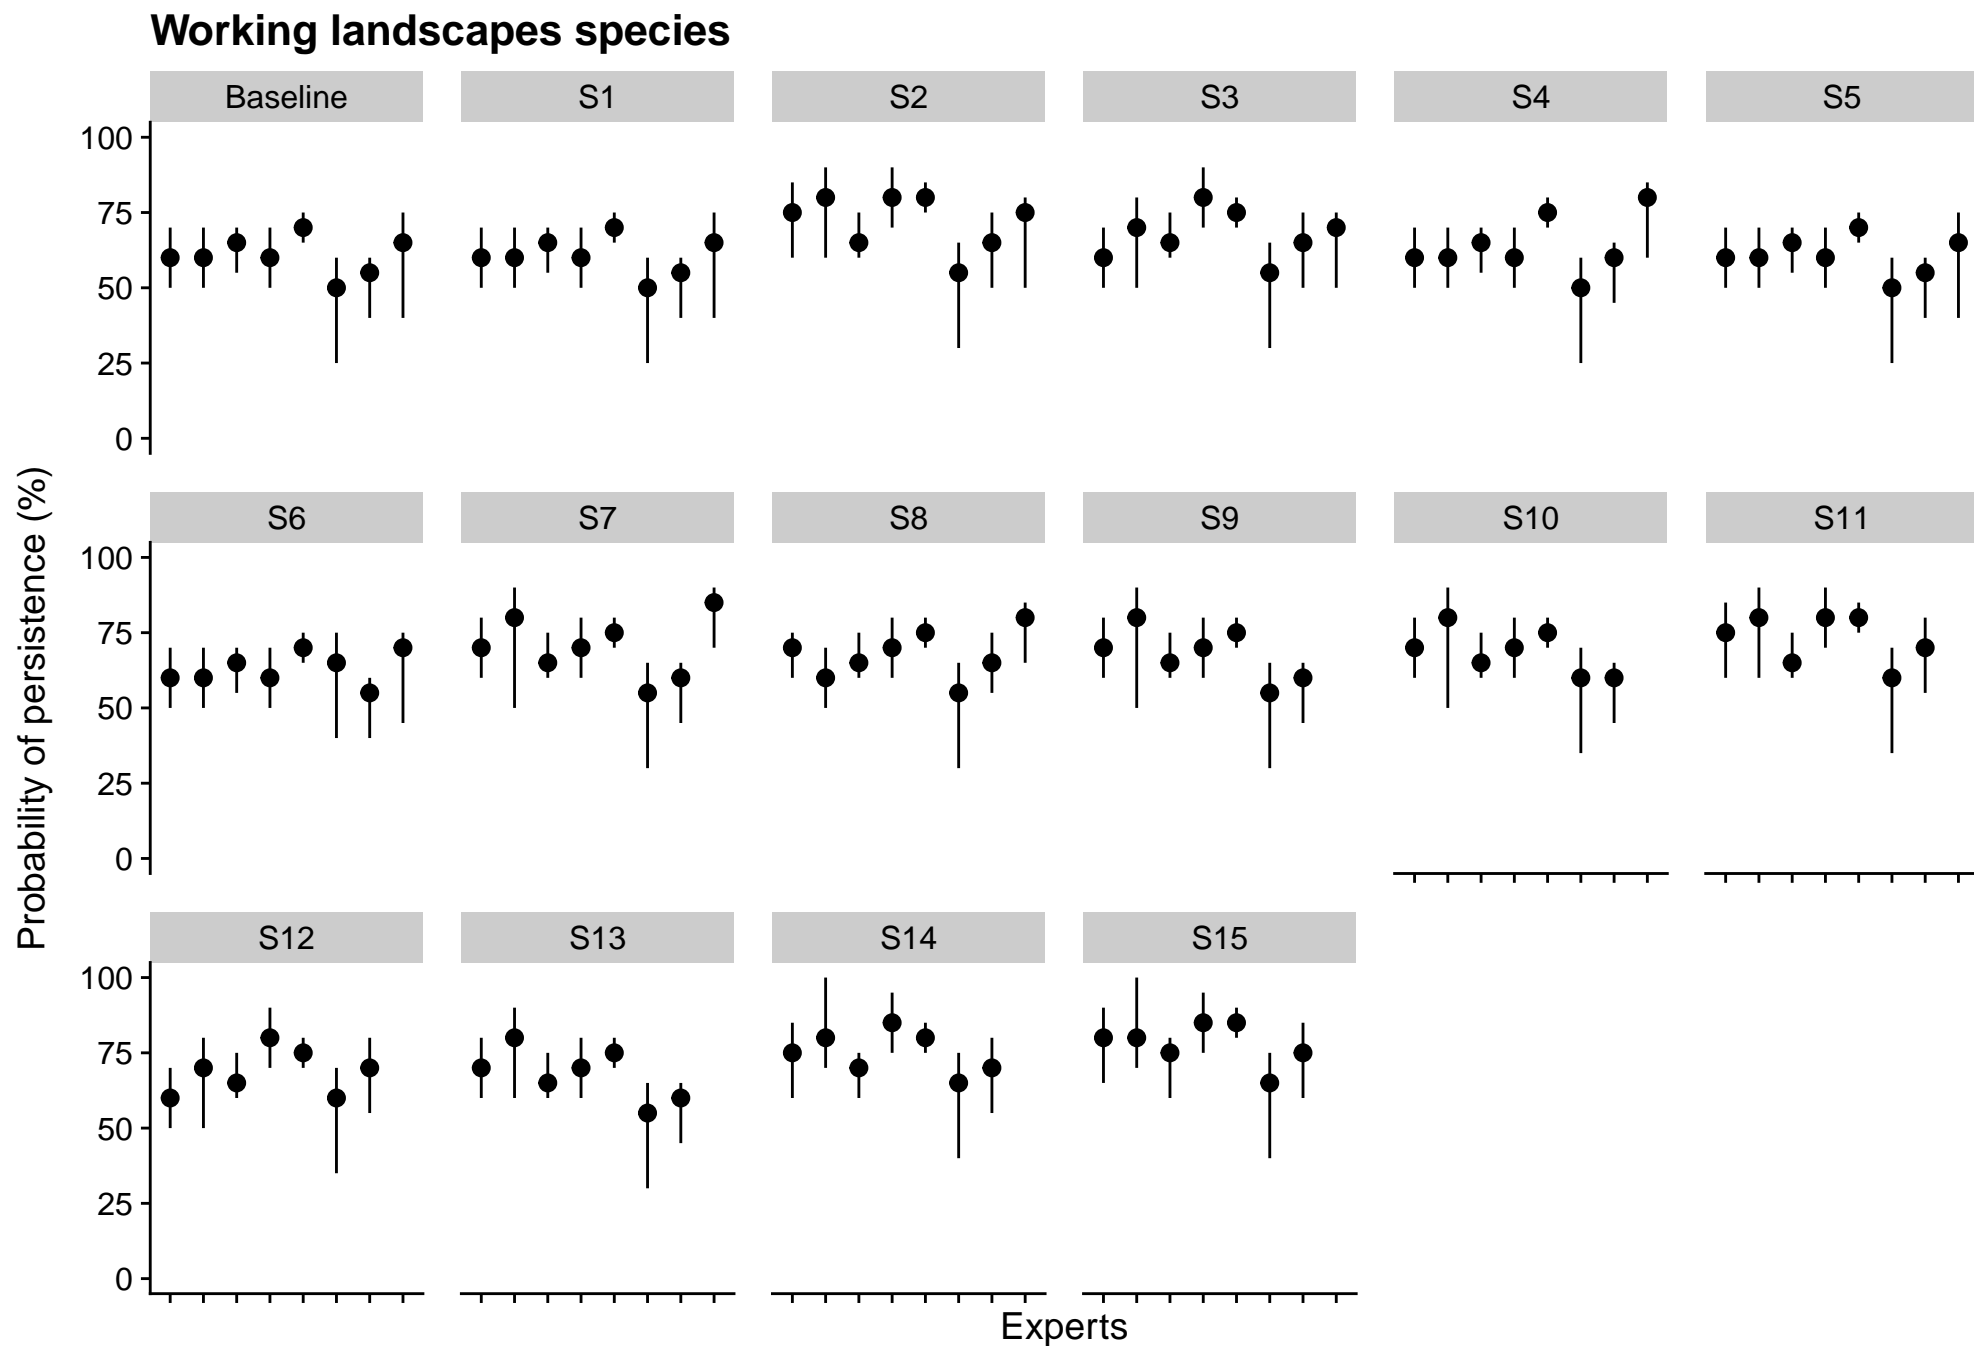 Working landscapes species
Baseline S1 S2 S3 S4 S5
100
75
50
25
0
Probability of persistence (%)
S6 S7 S8 S9 S10 S11
100
75
50
25
0
S12 S13 S14 S15
100
75
50
25
0
Experts